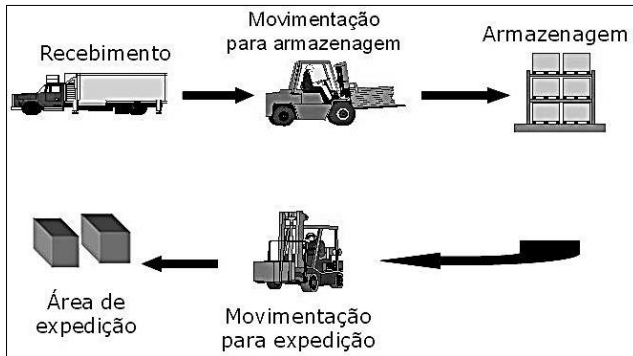 Recebimento
Movimentação
para armazenagem
Armazenagem
Área de
expedição
Movimentação
para expedição